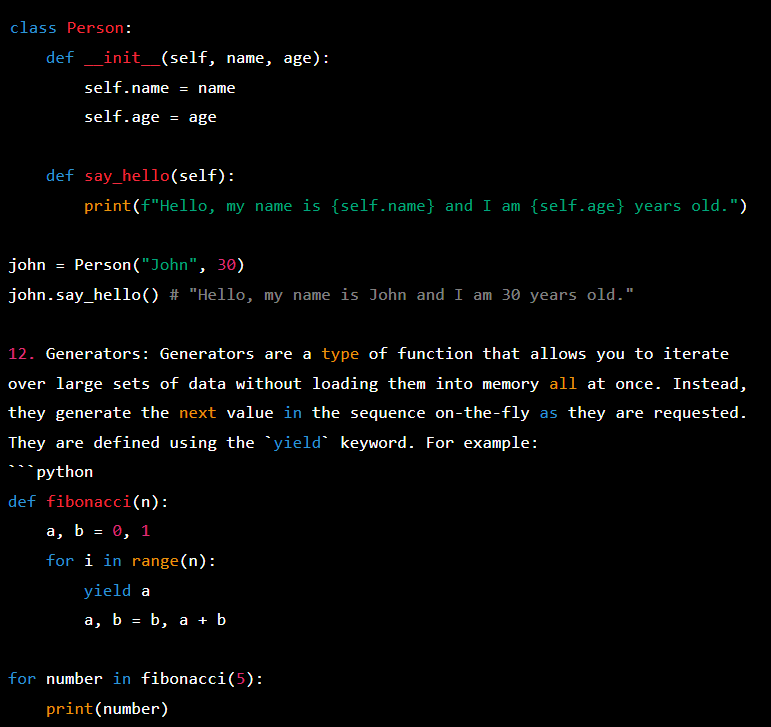 class Person:
    def __init__(self, name, age):
        self.name = name
        self.age = age

    def say_hello(self):
        print(f"Hello, my name is {self.name} and I am {self.age} years old.")

john = Person("John", 30)
john.say_hello() # "Hello, my name is John and I am 30 years old."

12. Generators: Generators are a type of function that allows you to iterate
over large sets of data without loading them into memory all at once. Instead,
they generate the next value in the sequence on-the-fly as they are requested.
They are defined using the `yield` keyword. For example:
```python
def fibonacci(n):
    a, b = 0, 1
    for i in range(n):
        yield a
        a, b = b, a + b

for number in fibonacci(5):
    print(number)